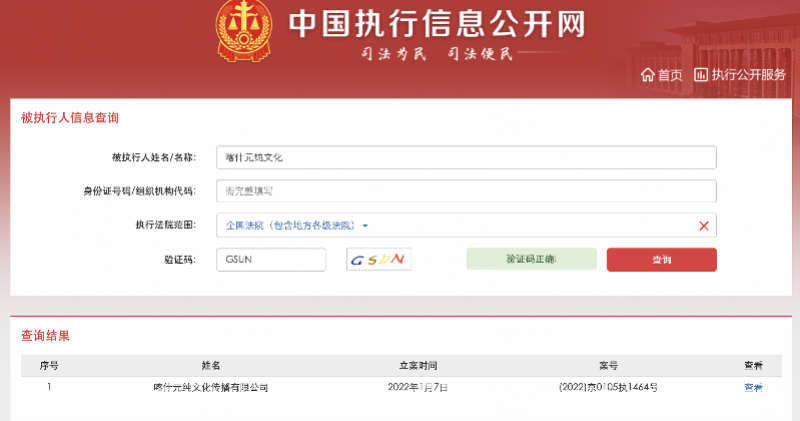 中国执行信息公开网
司法为民 司法便民
首页 执行公开服务
被执行人信息查询
被执行人姓名/名称: 喀什元纯文化
身份证号码/组织机构代码: 需完整填写
执行法院范围: 全国法院（包含地方各级法院）
验证码: GSUN GSUN 验证码正确! 查询
查询结果
序号 姓名 立案时间 案号 查看
1 喀什元纯文化传播有限公司 2022年1月7日 (2022)京0105执1464号 查看